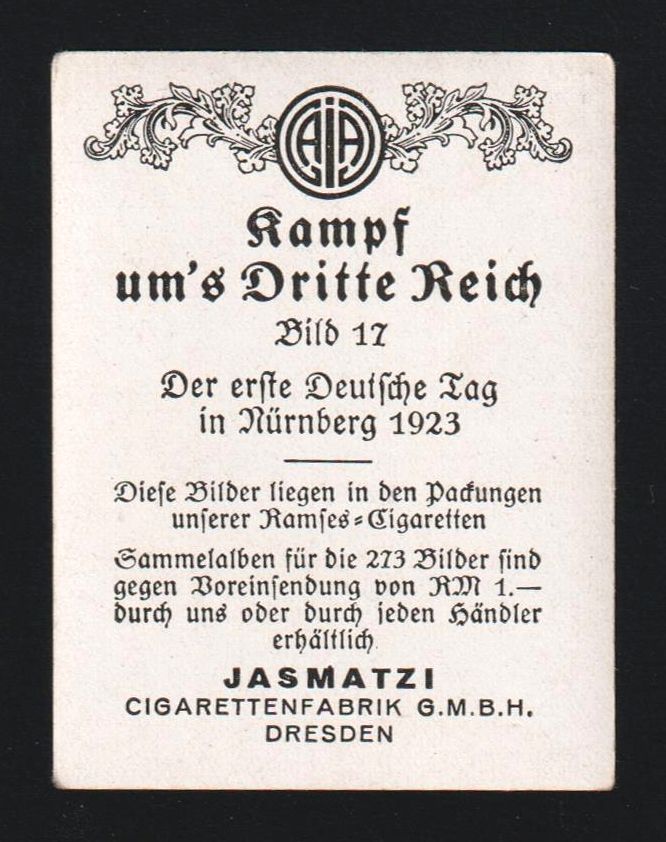 AJA
Kampf
um's Dritte Reich
Bild 17
Der erste Deutsche Tag
in Nürnberg 1923
Diese Bilder liegen in den Packungen
unserer Ramses-Cigaretten
Sammelalben für die 273 Bilder sind
gegen Voreinsendung von RM 1.—
durch uns oder durch jeden Händler
erhältlich
JASMATZI
CIGARETTENFABRIK G.M.B.H.
DRESDEN